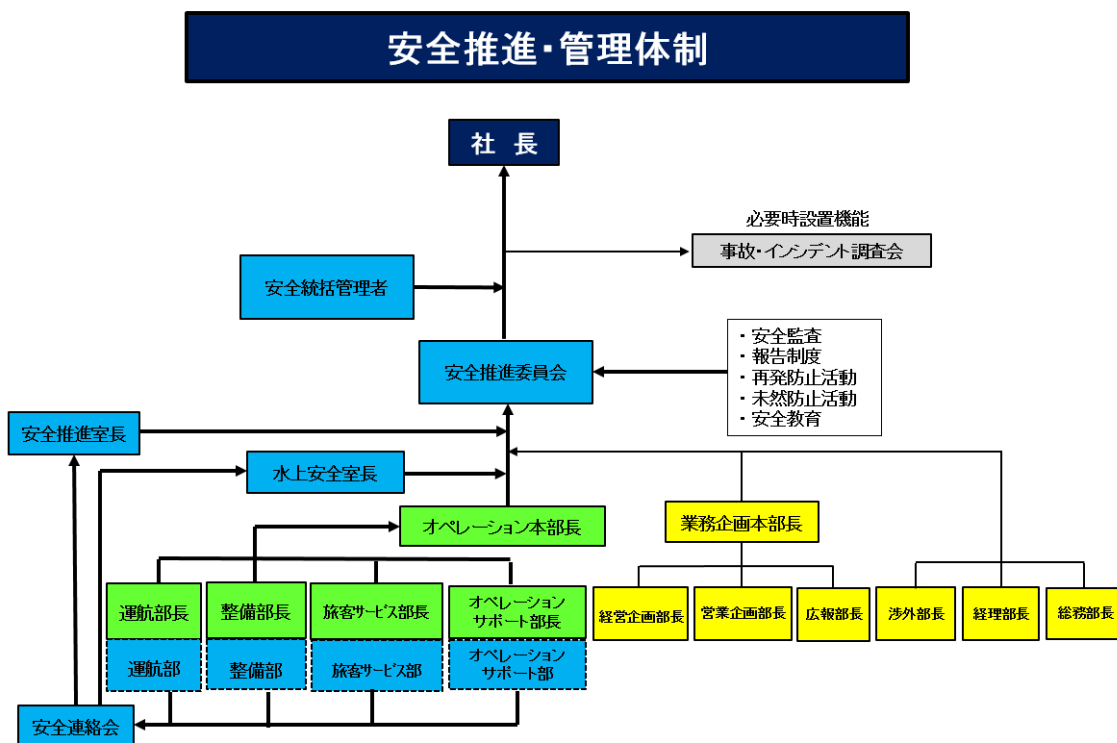 安全推進・管理体制
社 長
必要時設置機能
事故・インシデント調査会
安全統括管理者
安全推進委員会
・安全監査
・報告制度
・再発防止活動
・未然防止活動
・安全教育
安全推進室長
水上安全室長
オペレーション本部長
業務企画本部長
運航部長
整備部長
旅客サービス部長
オペレーション
サポート部長
経営企画部長
営業企画部長
広報部長
渉外部長
経理部長
総務部長
運航部
整備部
旅客サービス部
オペレーション
サポート部
安全連絡会